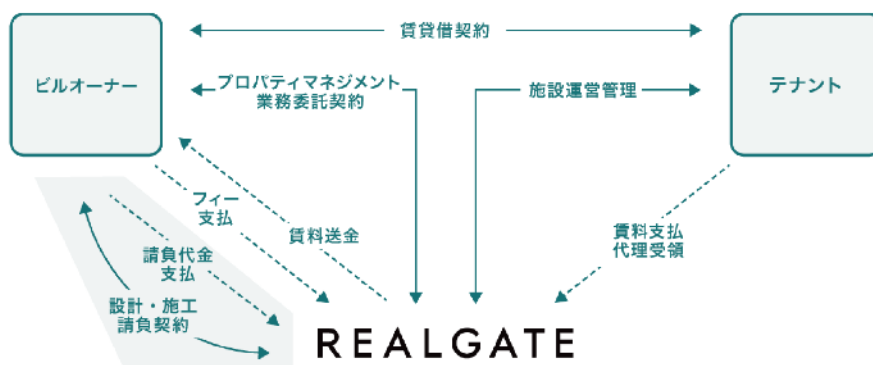 賃貸借契約
ビルオーナー
プロパティマネジメント
業務委託契約
施設運営管理
テナント
フィー
支払
賃料送金
賃料支払
代理受領
請負代金
支払
設計・施工
請負契約
REALGATE